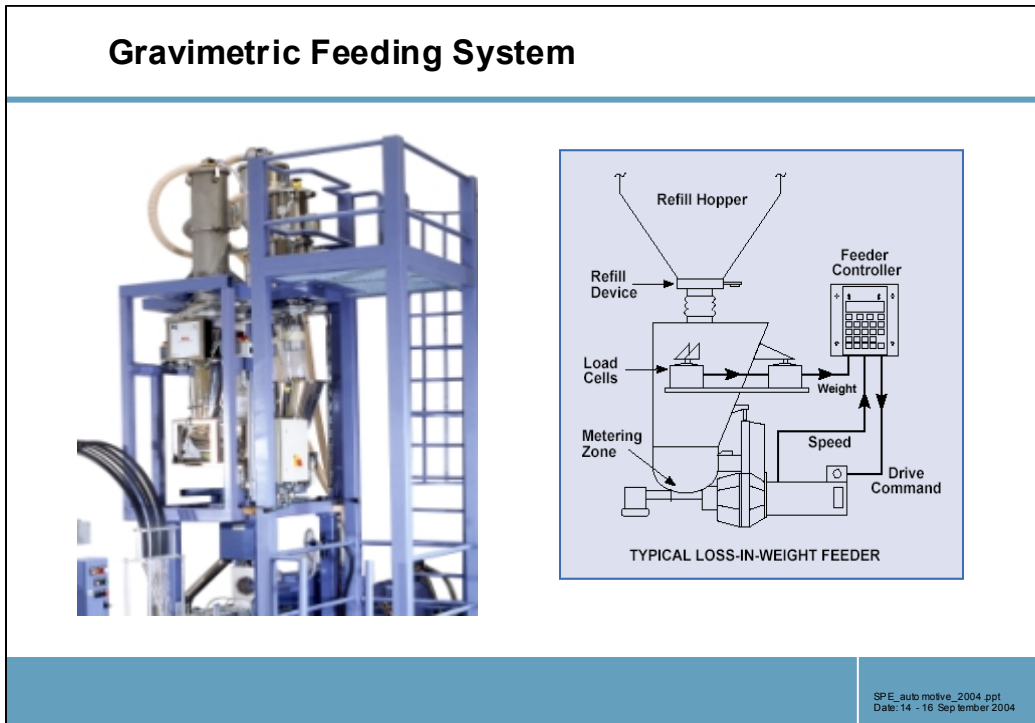 Gravimetric Feeding System
Refill Hopper
Feeder
Controller
Refill
Device
Load
Cells
Weight
Metering
Zone
Speed
Drive
Command
TYPICAL LOSS-IN-WEIGHT FEEDER
SPE_automotive_2004.ppt
Date: 14 - 16 September 2004